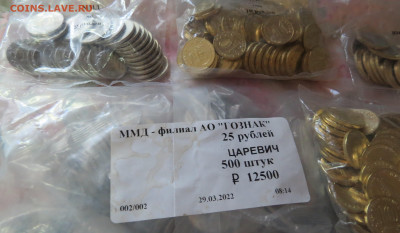 COINS.LAVE.RU
ММД - филиал АО "ГОЗНАК"
25 рублей
ЦАРЕВИЧ
500 штук
₽ 12500
29.03.2022
002/002
08:14